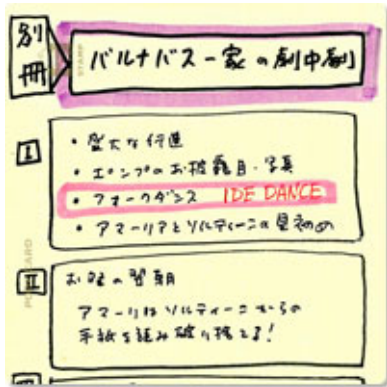 別冊
バルナバス一家の劇中劇
I
・盛大な行進
・エンブのお披露目・写真
・フォークダンス IDE DANCE
・アマーリアとソルティーニの見初め
II
お祭の翌朝
アマーリはソルティーニからの
手紙を読み破り捨てる!